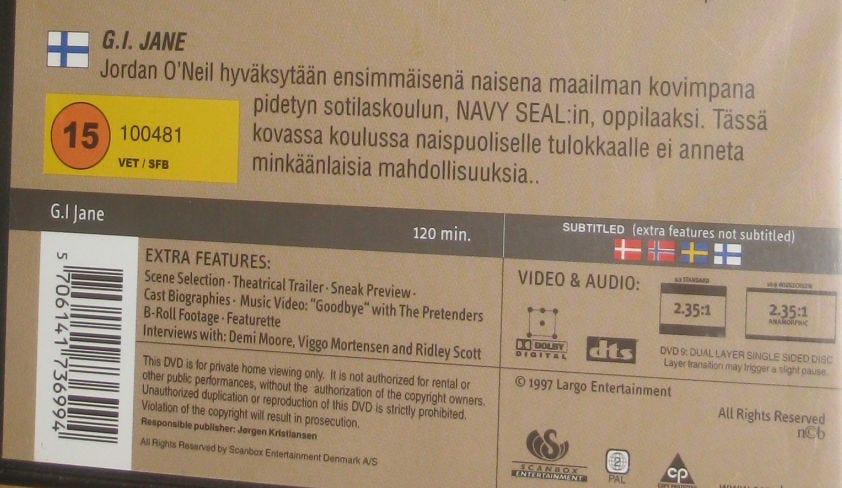 G.I. JANE
Jordan O'Neil hyväksytään ensimmäisenä naisena maailman kovimpana
pidetyn sotilaskoulun, NAVY SEAL:in, oppilaaksi. Tässä
kovassa koulussa naispuoliselle tulokkaalle ei anneta
minkäänlaisia mahdollisuuksia..
15
100481
VET / SFB
G.I Jane
120 min.
SUBTITLED (extra features not subtitled)
5 706141 736994
EXTRA FEATURES:
Scene Selection · Theatrical Trailer · Sneak Preview ·
Cast Biographies · Music Video: "Goodbye" with The Pretenders
B-Roll Footage · Featurette
Interviews with: Demi Moore, Viggo Mortensen and Ridley Scott
This DVD is for private home viewing only. It is not authorized for rental or
other public performances, without the authorization of the copyright owners.
Unauthorized duplication or reproduction of this DVD is strictly prohibited.
Violation of the copyright will result in prosecution.
Responsible publisher: Jørgen Kristiansen
All Rights Reserved by Scanbox Entertainment Denmark A/S
VIDEO & AUDIO:
DOLBY
DIGITAL
dts
STANDARD
2.35:1
WIDESCREEN
2.35:1
ANAMORPHIC
DVD 9: DUAL LAYER SINGLE SIDED DISC
Layer transition may trigger a slight pause.
© 1997 Largo Entertainment
All Rights Reserved
n©b
SCANBOX
ENTERTAINMENT
2
PAL
CP